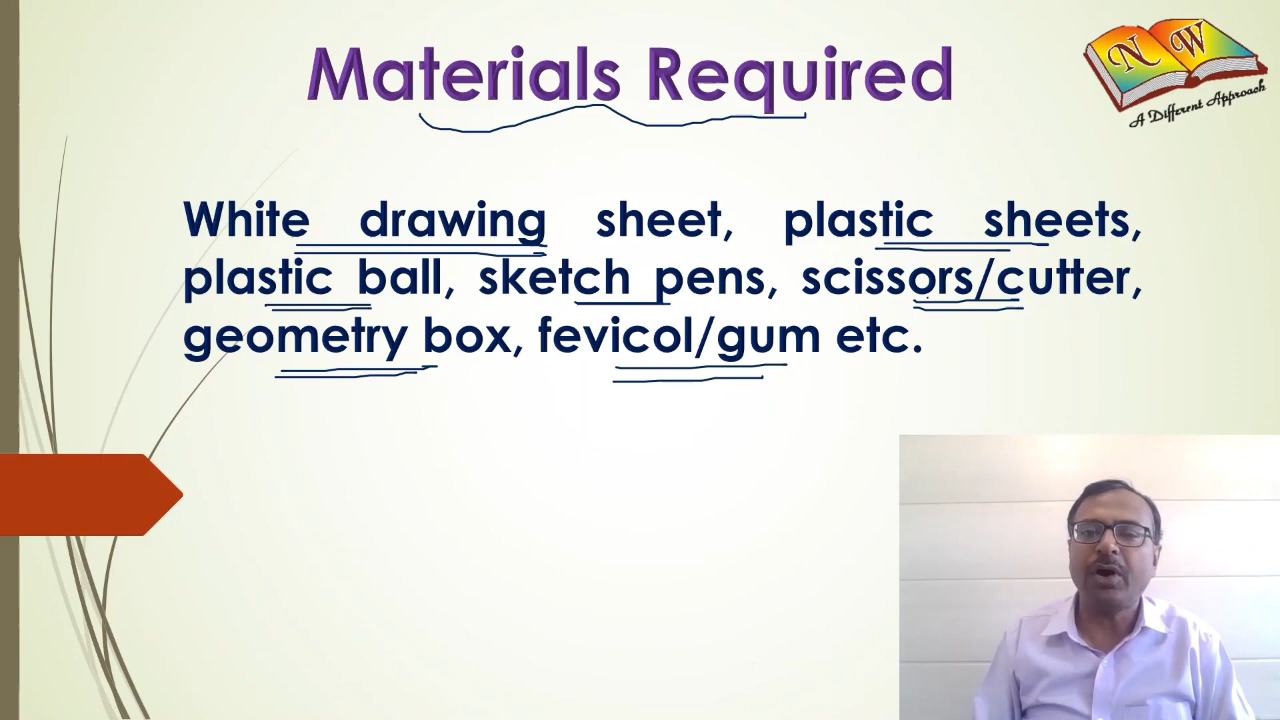 Materials Required
N W
A Different Approach
White drawing sheet, plastic sheets,
plastic ball, sketch pens, scissors/cutter,
geometry box, fevicol/gum etc.